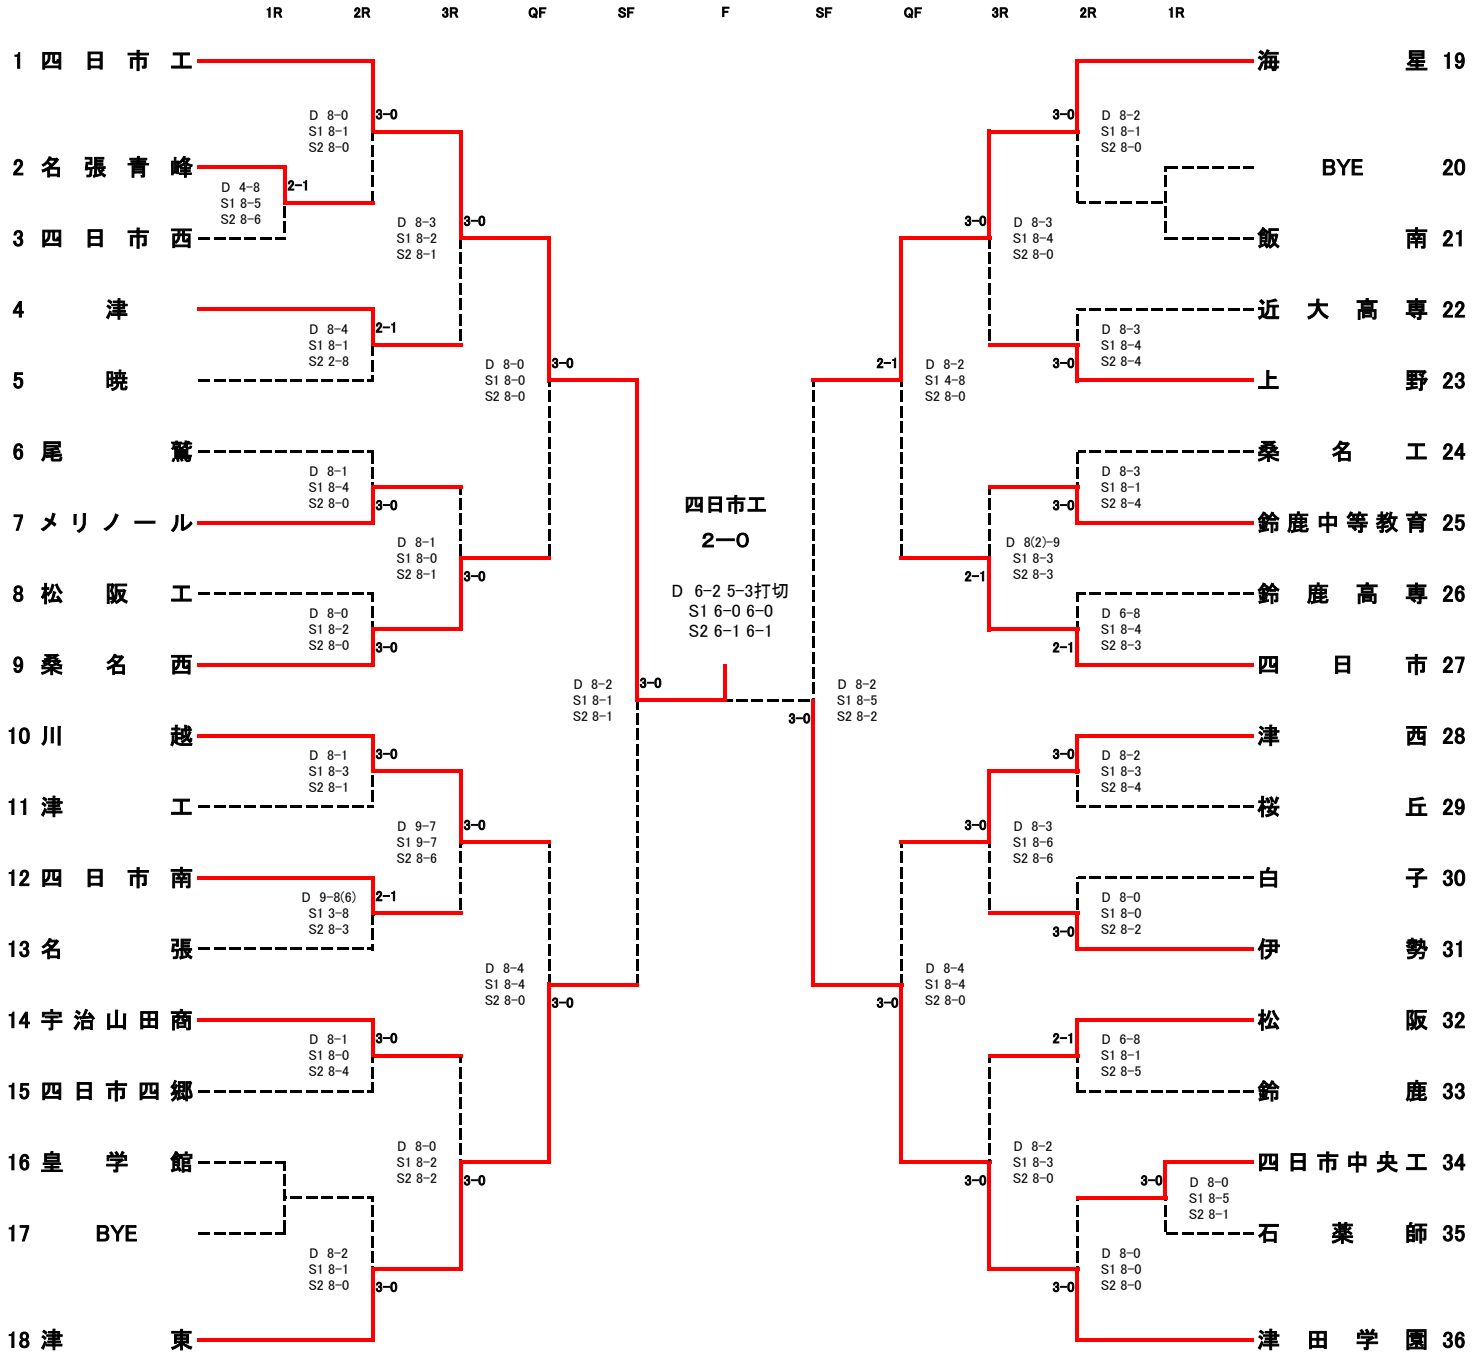 1R 2R 3R QF SF F SF QF 3R 2R 1R
1 四日市工
D 8-0
S1 8-1
S2 8-0
3-0
2 名張青峰
D 4-8
S1 8-5
S2 8-6
2-1
3 四日市西
D 8-3
S1 8-2
S2 8-1
3-0
4 津
D 8-4
S1 8-1
S2 2-8
2-1
5 暁
D 8-0
S1 8-0
S2 8-0
3-0
6 尾鷲
D 8-1
S1 8-4
S2 8-0
3-0
7 メリノール
D 8-1
S1 8-0
S2 8-1
3-0
8 松阪工
D 8-0
S1 8-2
S2 8-0
3-0
9 桑名西
D 8-2
S1 8-1
S2 8-1
3-0
10 川越
D 8-1
S1 8-3
S2 8-1
3-0
11 津工
D 9-7
S1 9-7
S2 8-6
3-0
12 四日市南
D 9-8(6)
S1 3-8
S2 8-3
2-1
13 名張
D 8-4
S1 8-4
S2 8-0
3-0
14 宇治山田商
D 8-1
S1 8-0
S2 8-4
3-0
15 四日市四郷
D 8-0
S1 8-2
S2 8-2
3-0
16 皇学館
17 BYE
D 8-2
S1 8-1
S2 8-0
3-0
18 津東
四日市工
2ー0
D 6-2 5-3打切
S1 6-0 6-0
S2 6-1 6-1
海星 19
3-0
D 8-2
S1 8-1
S2 8-0
BYE 20
3-0
D 8-3
S1 8-4
S2 8-0
飯南 21
近大高専 22
D 8-3
S1 8-4
S2 8-4
3-0
上野 23
2-1
D 8-2
S1 4-8
S2 8-0
桑名工 24
D 8-3
S1 8-1
S2 8-4
3-0
鈴鹿中等教育 25
D 8(2)-9
S1 8-3
S2 8-3
2-1
鈴鹿高専 26
D 6-8
S1 8-4
S2 8-3
2-1
四日市 27
D 8-2
S1 8-5
S2 8-2
3-0
津西 28
3-0
D 8-2
S1 8-3
S2 8-4
桜丘 29
3-0
D 8-3
S1 8-6
S2 8-6
白子 30
D 8-0
S1 8-0
S2 8-2
3-0
伊勢 31
D 8-4
S1 8-4
S2 8-0
3-0
松阪 32
2-1
D 6-8
S1 8-1
S2 8-5
鈴鹿 33
D 8-2
S1 8-3
S2 8-0
3-0
四日市中央工 34
3-0
D 8-0
S1 8-5
S2 8-1
石薬師 35
D 8-0
S1 8-0
S2 8-0
3-0
津田学園 36